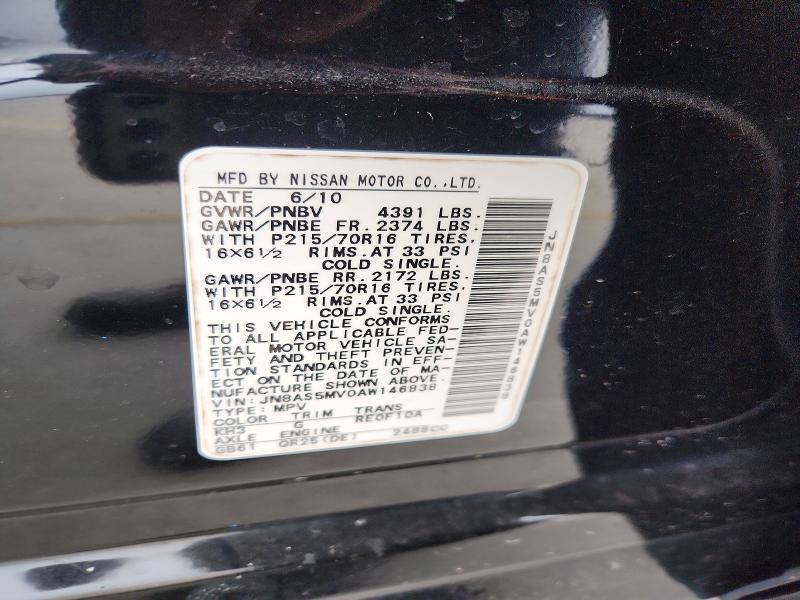 MFD BY NISSAN MOTOR CO.,LTD.
DATE 6/10
GVWR/PNBV 4391 LBS.
GAWR/PNBE FR. 2374 LBS.
WITH P215/70R16 TIRES.
16×6½ RIMS.AT 33 PSI
COLD SINGLE.
GAWR/PNBE RR. 2172 LBS.
WITH P215/70R16 TIRES.
16×6½ RIMS.AT 33 PSI
COLD SINGLE.
THIS VEHICLE CONFORMS
TO ALL APPLICABLE FED-
ERAL MOTOR VEHICLE SA-
FETY AND THEFT PREVEN-
TION STANDARDS IN EFF-
ECT ON THE DATE OF MA-
NUFACTURE SHOWN ABOVE.
VIN: JN8AS5MV0AW146838
TYPE: MPV
COLOR TRIM TRANS
KH3 G RE0F10A
AXLE ENGINE
GB61 QR25(DE) 2488CC
JN8AS5MV0AW146838